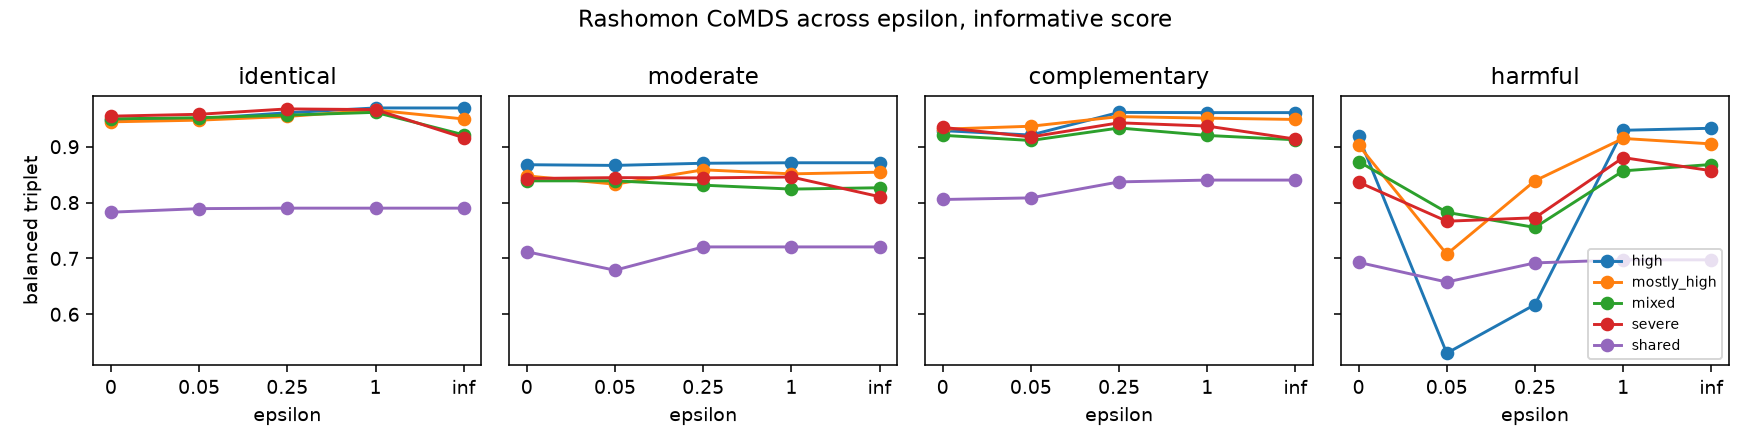 Rashomon CoMDS across epsilon, informative score
identical
moderate
complementary
harmful
balanced triplet
0.9
0.8
0.7
0.6
0 0.05 0.25 1 inf
0 0.05 0.25 1 inf
0 0.05 0.25 1 inf
0 0.05 0.25 1 inf
epsilon
epsilon
epsilon
epsilon
high
mostly_high
mixed
severe
shared